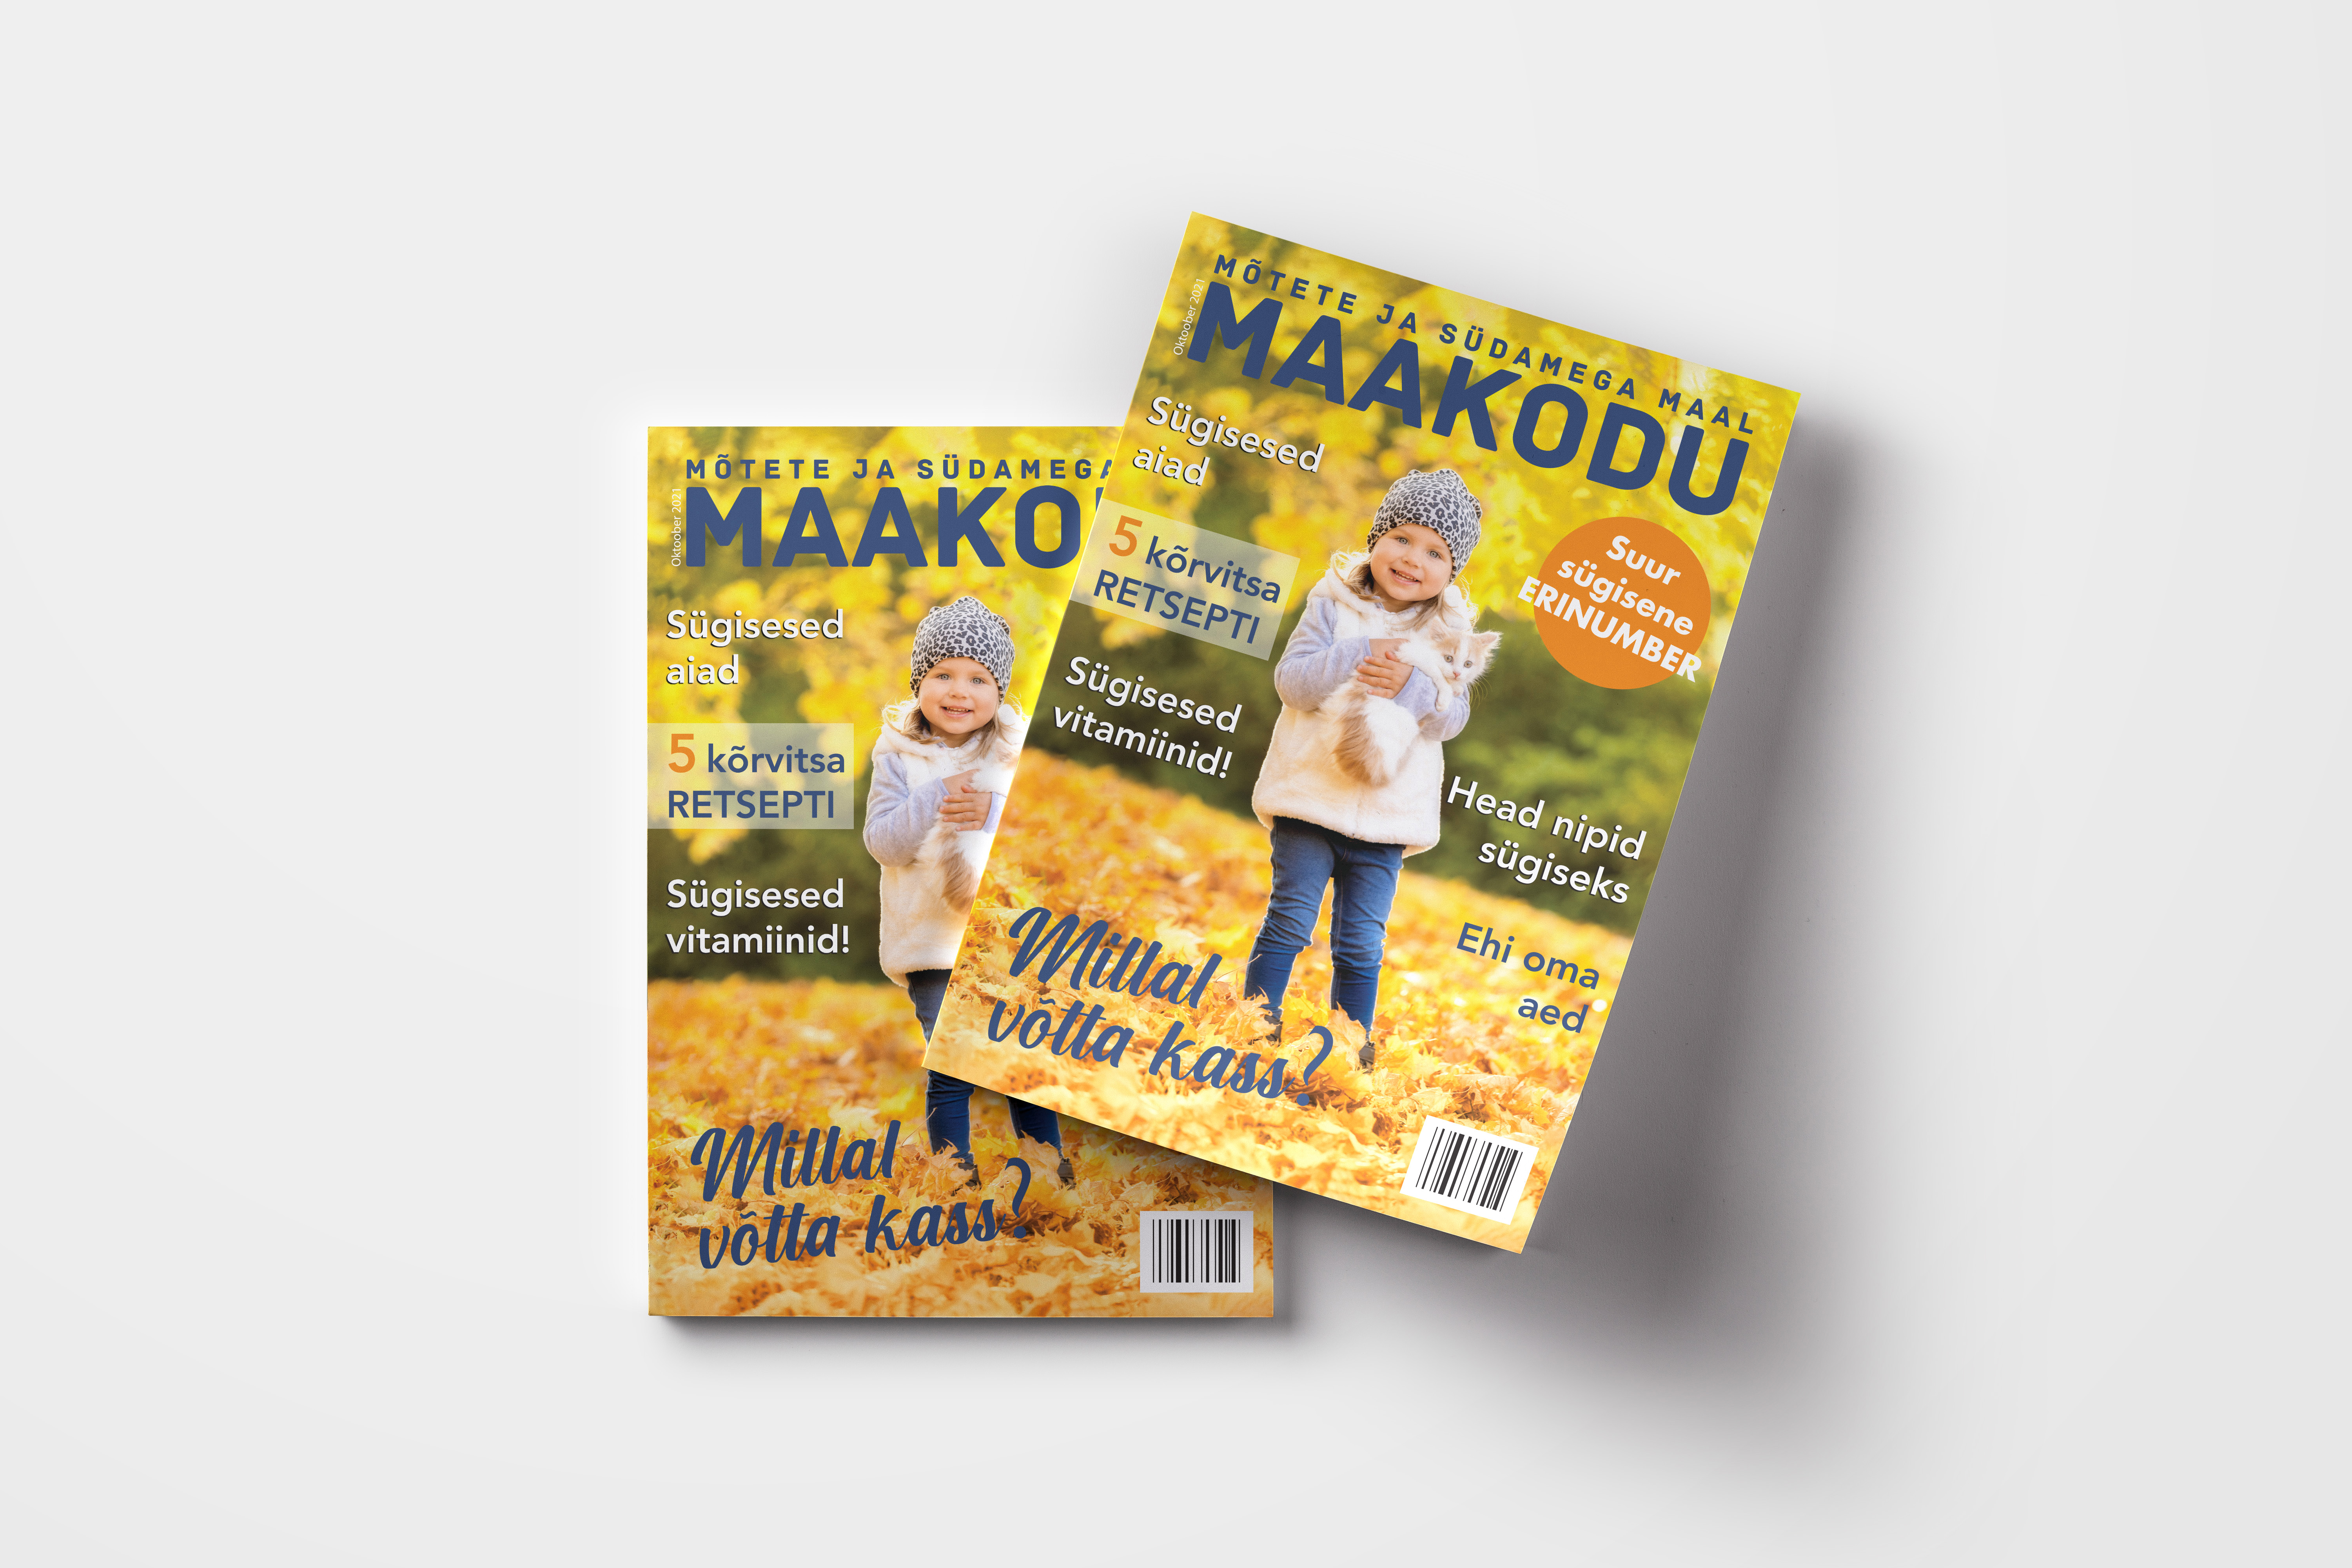 MÕTETE JA SÜDAMEGA
MAAKO
Oktoober 2021
Sügisesed
aiad
5 kõrvitsa
RETSEPTI
Sügisesed
vitamiinid!
Millal
võtta kass?
MÕTETE JA SÜDAMEGA MAAL
MAAKODU
Oktoober 2021
Sügisesed
aiad
5 kõrvitsa
RETSEPTI
Suur
sügisene
ERINUMBER
Sügisesed
vitamiinid!
Head nipid
sügiseks
Ehi oma
aed
Millal
võtta kass?